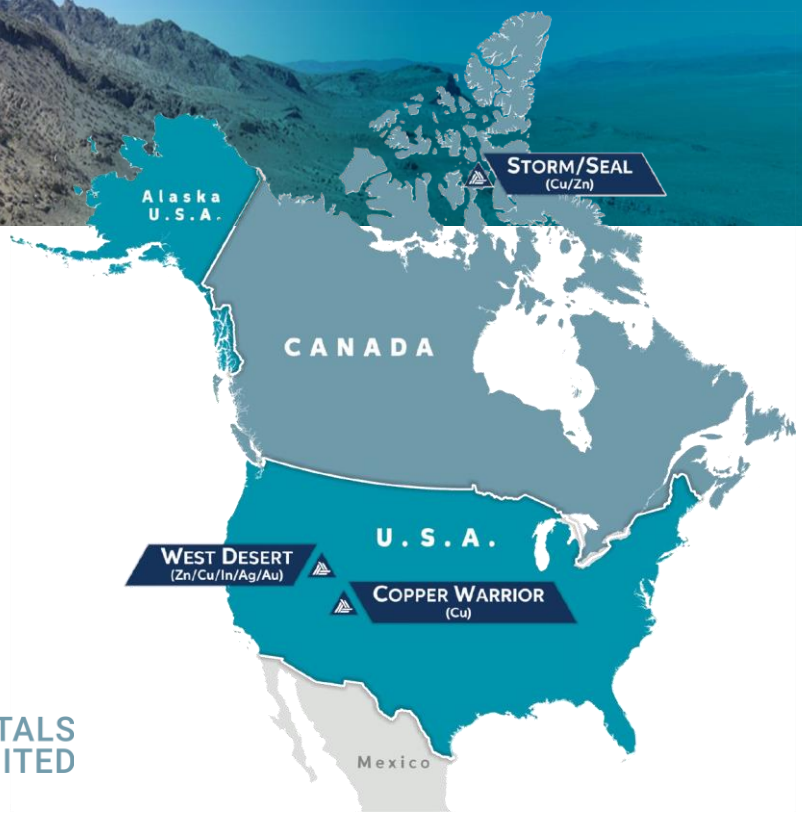 STORM/SEAL
(Cu/Zn)
Alaska
U.S.A.
CANADA
U.S.A.
WEST DESERT
(Zn/Cu/In/Ag/Au)
COPPER WARRIOR
(Cu)
TALS
ITED
Mexico